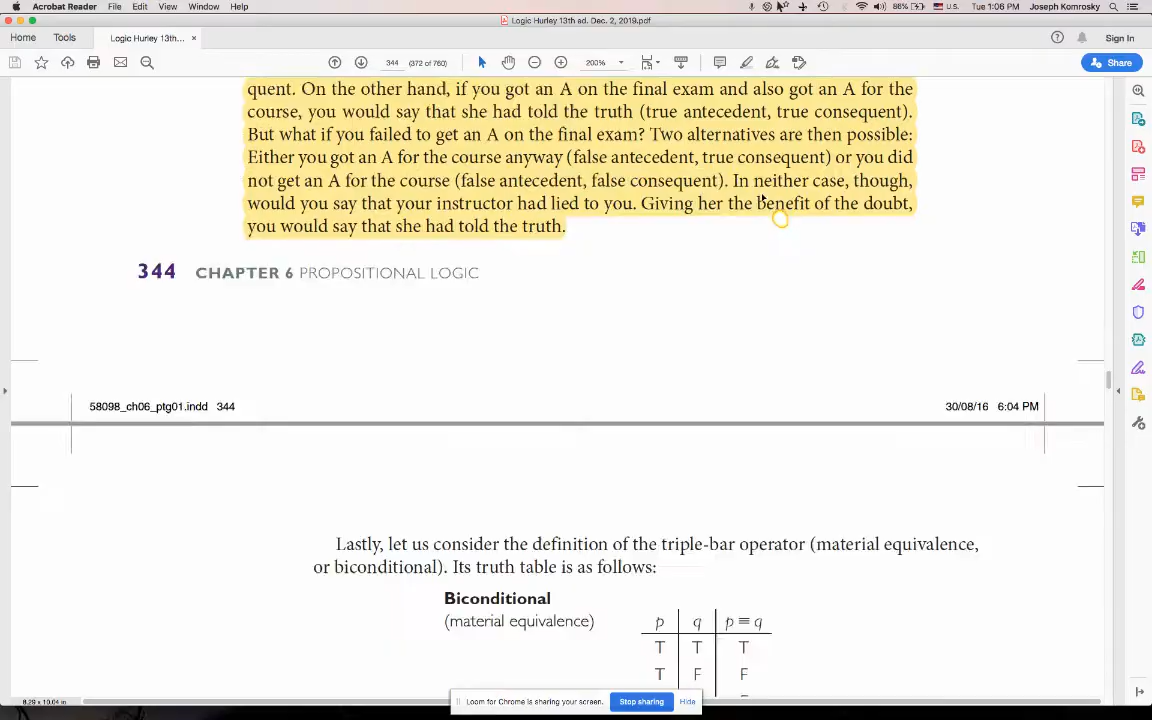 Acrobat Reader File Edit View Window Help 86% U.S. Tue 1:06 PM Joseph Komrosky
Logic Hurley 13th ed. Dec. 2, 2019.pdf
Home Tools Logic Hurley 13th... × Sign In
344 (372 of 760) 200% Share
quent. On the other hand, if you got an A on the final exam and also got an A for the
course, you would say that she had told the truth (true antecedent, true consequent).
But what if you failed to get an A on the final exam? Two alternatives are then possible:
Either you got an A for the course anyway (false antecedent, true consequent) or you did
not get an A for the course (false antecedent, false consequent). In neither case, though,
would you say that your instructor had lied to you. Giving her the benefit of the doubt,
you would say that she had told the truth.
344 CHAPTER 6 PROPOSITIONAL LOGIC
58098_ch06_ptg01.indd 344 30/08/16 6:04 PM
Lastly, let us consider the definition of the triple-bar operator (material equivalence,
or biconditional). Its truth table is as follows:
Biconditional
(material equivalence) p q p ≡ q
T T T
T F F
8.29 x 10.04 in.
Loom for Chrome is sharing your screen. Stop sharing Hide